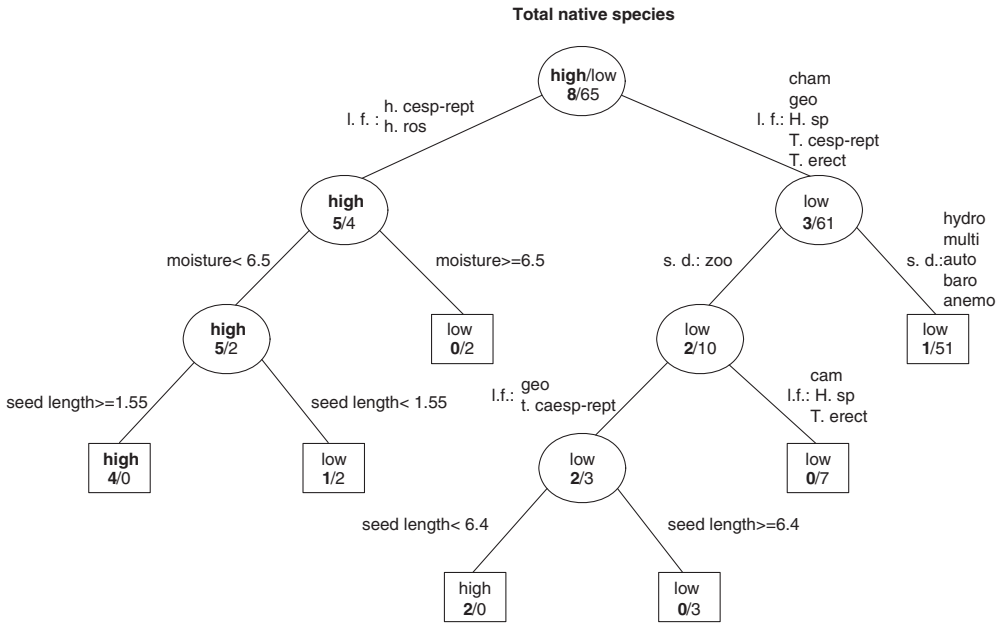 Total native species
high/low
8/65
l. f. : h. cesp-rept
h. ros
cham
geo
l. f.: H. sp
T. cesp-rept
T. erect
high
5/4
low
3/61
moisture< 6.5
moisture>=6.5
s. d.: zoo
hydro
multi
s. d.:auto
baro
anemo
high
5/2
low
0/2
low
2/10
low
1/51
seed length>=1.55
seed length< 1.55
l.f.: geo
t. caesp-rept
cam
l.f.: H. sp
T. erect
high
4/0
low
1/2
low
2/3
low
0/7
seed length< 6.4
seed length>=6.4
high
2/0
low
0/3